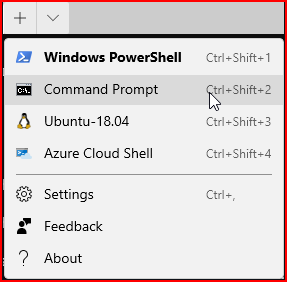 Windows PowerShell Ctrl+Shift+1
Command Prompt Ctrl+Shift+2
Ubuntu-18.04 Ctrl+Shift+3
Azure Cloud Shell Ctrl+Shift+4
Settings Ctrl+,
Feedback
About